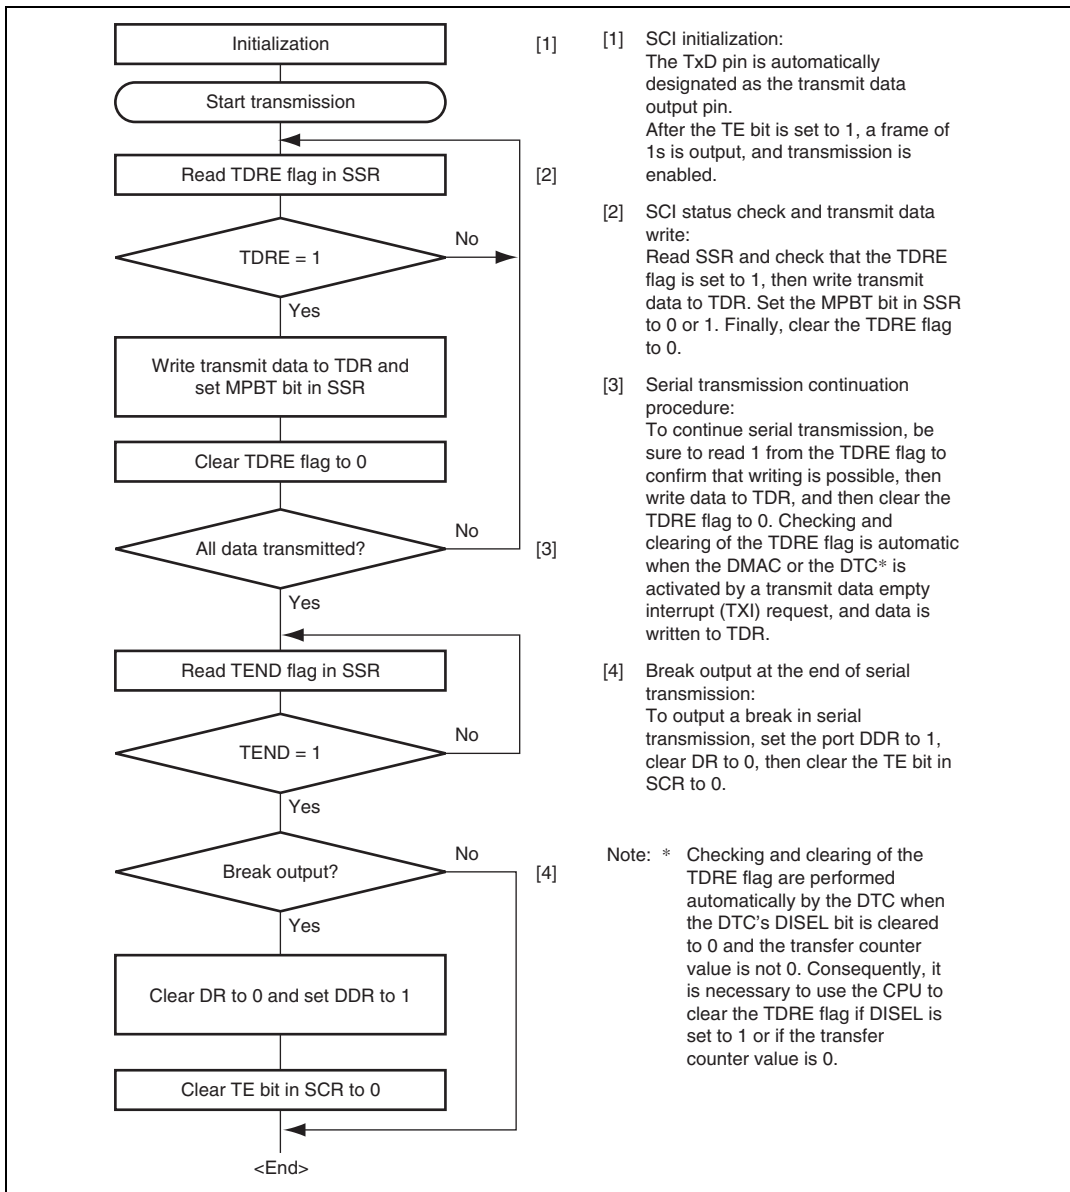 Initialization
[1]
Start transmission
Read TDRE flag in SSR
[2]
TDRE = 1
No
Yes
Write transmit data to TDR and
set MPBT bit in SSR
Clear TDRE flag to 0
All data transmitted?
No
[3]
Yes
Read TEND flag in SSR
TEND = 1
No
Yes
Break output?
No
[4]
Yes
Clear DR to 0 and set DDR to 1
Clear TE bit in SCR to 0
<End>
[1] SCI initialization:
The TxD pin is automatically
designated as the transmit data
output pin.
After the TE bit is set to 1, a frame of
1s is output, and transmission is
enabled.
[2] SCI status check and transmit data
write:
Read SSR and check that the TDRE
flag is set to 1, then write transmit
data to TDR. Set the MPBT bit in SSR
to 0 or 1. Finally, clear the TDRE flag
to 0.
[3] Serial transmission continuation
procedure:
To continue serial transmission, be
sure to read 1 from the TDRE flag to
confirm that writing is possible, then
write data to TDR, and then clear the
TDRE flag to 0. Checking and
clearing of the TDRE flag is automatic
when the DMAC or the DTC* is
activated by a transmit data empty
interrupt (TXI) request, and data is
written to TDR.
[4] Break output at the end of serial
transmission:
To output a break in serial
transmission, set the port DDR to 1,
clear DR to 0, then clear the TE bit in
SCR to 0.
Note: * Checking and clearing of the
TDRE flag are performed
automatically by the DTC when
the DTC's DISEL bit is cleared
to 0 and the transfer counter
value is not 0. Consequently, it
is necessary to use the CPU to
clear the TDRE flag if DISEL is
set to 1 or if the transfer
counter value is 0.